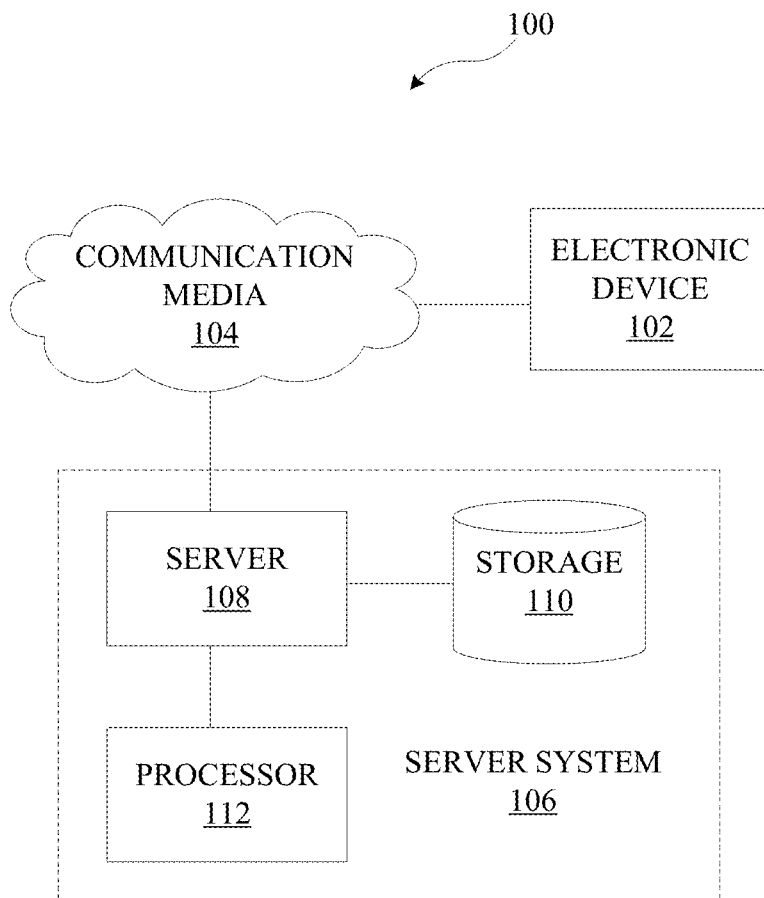 100
COMMUNICATION
MEDIA
104
ELECTRONIC
DEVICE
102
SERVER
108
STORAGE
110
PROCESSOR
112
SERVER SYSTEM
106